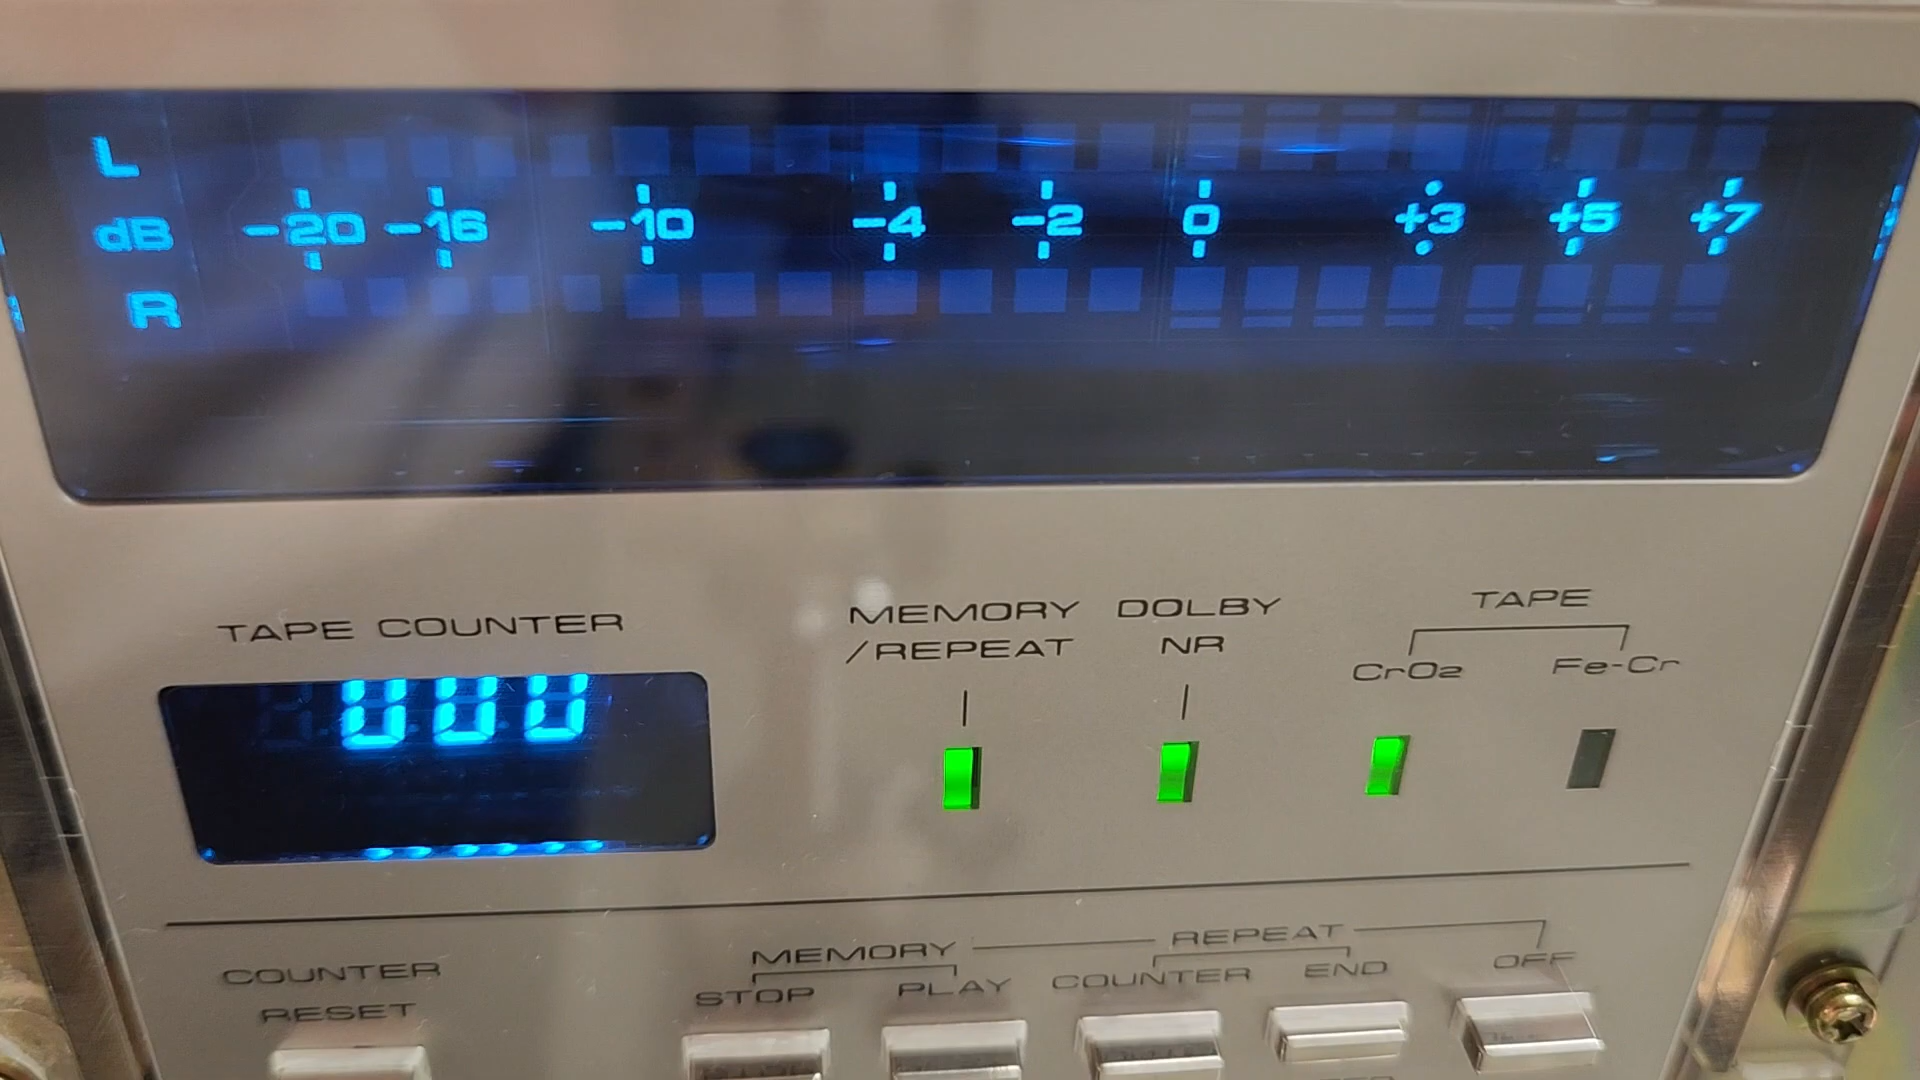 L
dB -20 -16 -10 -4 -2 0 +3 +5 +7
R
TAPE COUNTER
MEMORY
/REPEAT
DOLBY
NR
TAPE
CrO2 Fe-Cr
000
MEMORY REPEAT
COUNTER
RESET
STOP PLAY COUNTER END OFF